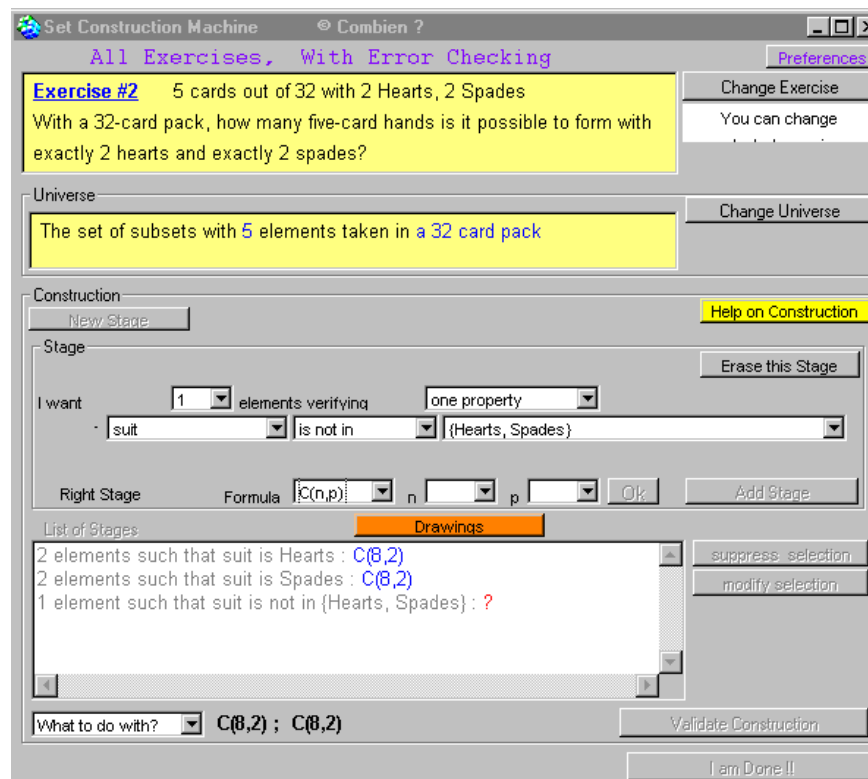 Set Construction Machine © Combien ?
All Exercises, With Error Checking
Preferences
Exercise #2 5 cards out of 32 with 2 Hearts, 2 Spades
With a 32-card pack, how many five-card hands is it possible to form with
exactly 2 hearts and exactly 2 spades?
Change Exercise
You can change
Universe
The set of subsets with 5 elements taken in a 32 card pack
Change Universe
Construction
New Stage
Help on Construction
Stage
Erase this Stage
I want 1 elements verifying one property
- suit is not in {Hearts, Spades}
Right Stage Formula C(n,p) n p Ok Add Stage
List of Stages Drawings
2 elements such that suit is Hearts : C(8,2)
2 elements such that suit is Spades : C(8,2)
1 element such that suit is not in {Hearts, Spades} : ?
suppress selection
modify selection
What to do with? C(8,2) ; C(8,2)
Validate Construction
I am Done !!